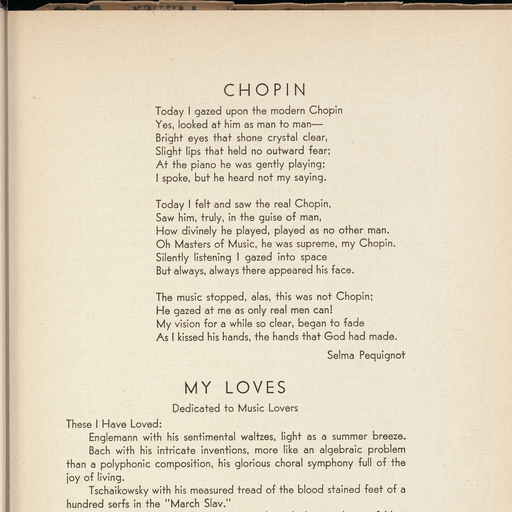 CHOPIN
Today I gazed upon the modern Chopin
Yes, looked at him as man to man—
Bright eyes that shone crystal clear,
Slight lips that held no outward fear;
At the piano he was gently playing;
I spoke, but he heard not my saying.
Today I felt and saw the real Chopin,
Saw him, truly, in the guise of man,
How divinely he played, played as no other man.
Oh Masters of Music, he was supreme, my Chopin.
Silently listening I gazed into space
But always, always there appeared his face.
The music stopped, alas, this was not Chopin;
He gazed at me as only real men can!
My vision for a while so clear, began to fade
As I kissed his hands, the hands that God had made.
Selma Pequignot
MY LOVES
Dedicated to Music Lovers
These I Have Loved:
Englemann with his sentimental waltzes, light as a summer breeze.
Bach with his intricate inventions, more like an algebraic problem
than a polyphonic composition, his glorious choral symphony full of the
joy of living.
Tschaikowsky with his measured tread of the blood stained feet of a
hundred serfs in the "March Slav."